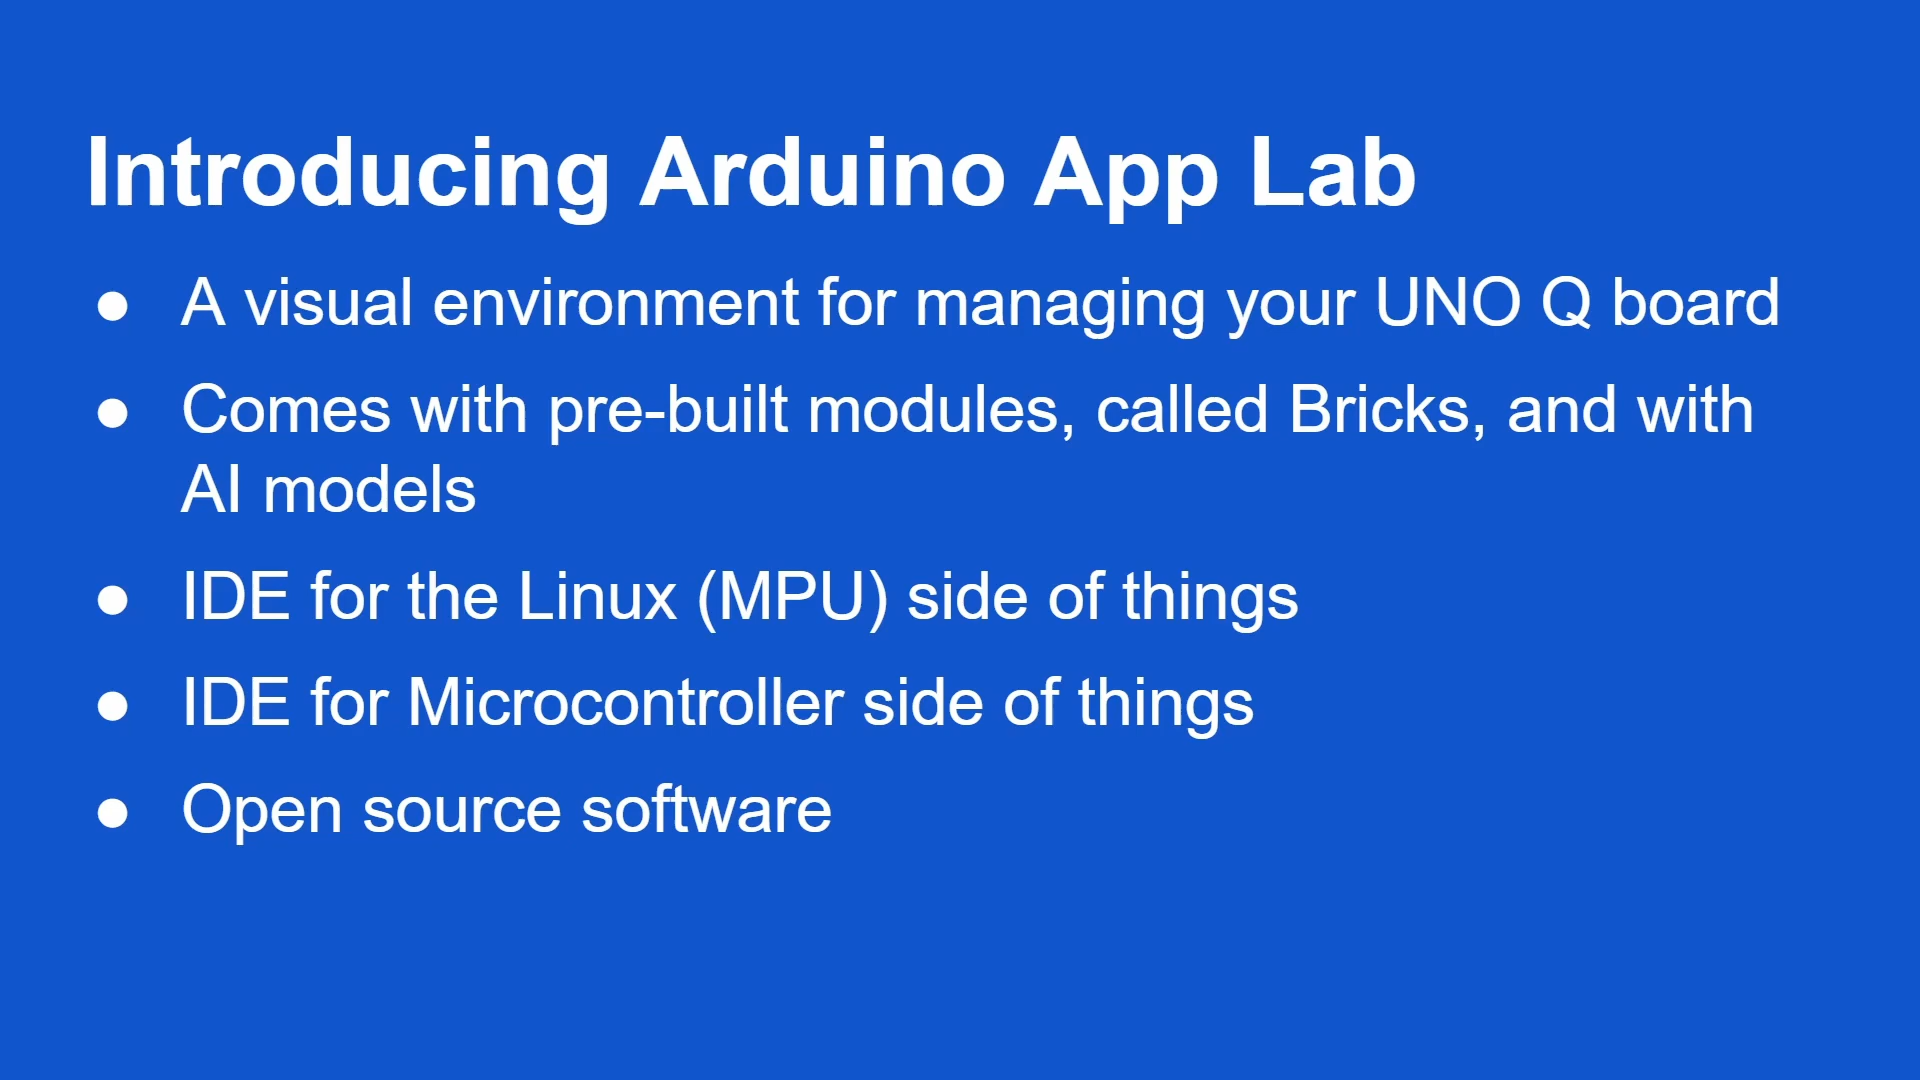 Introducing Arduino App Lab
● A visual environment for managing your UNO Q board
● Comes with pre-built modules, called Bricks, and with
AI models
● IDE for the Linux (MPU) side of things
● IDE for Microcontroller side of things
● Open source software